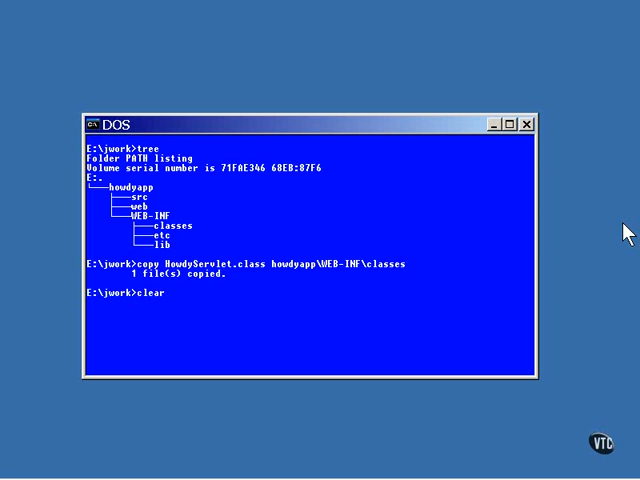 DOS
E:\jwork>tree
Folder PATH listing
Volume serial number is 71FAE346 68EB:87F6
E:.
howdyapp
src
web
WEB-INF
classes
etc
lib
E:\jwork>copy HowdyServlet.class howdyapp\WEB-INF\classes
1 file(s) copied.
E:\jwork>clear
VTC